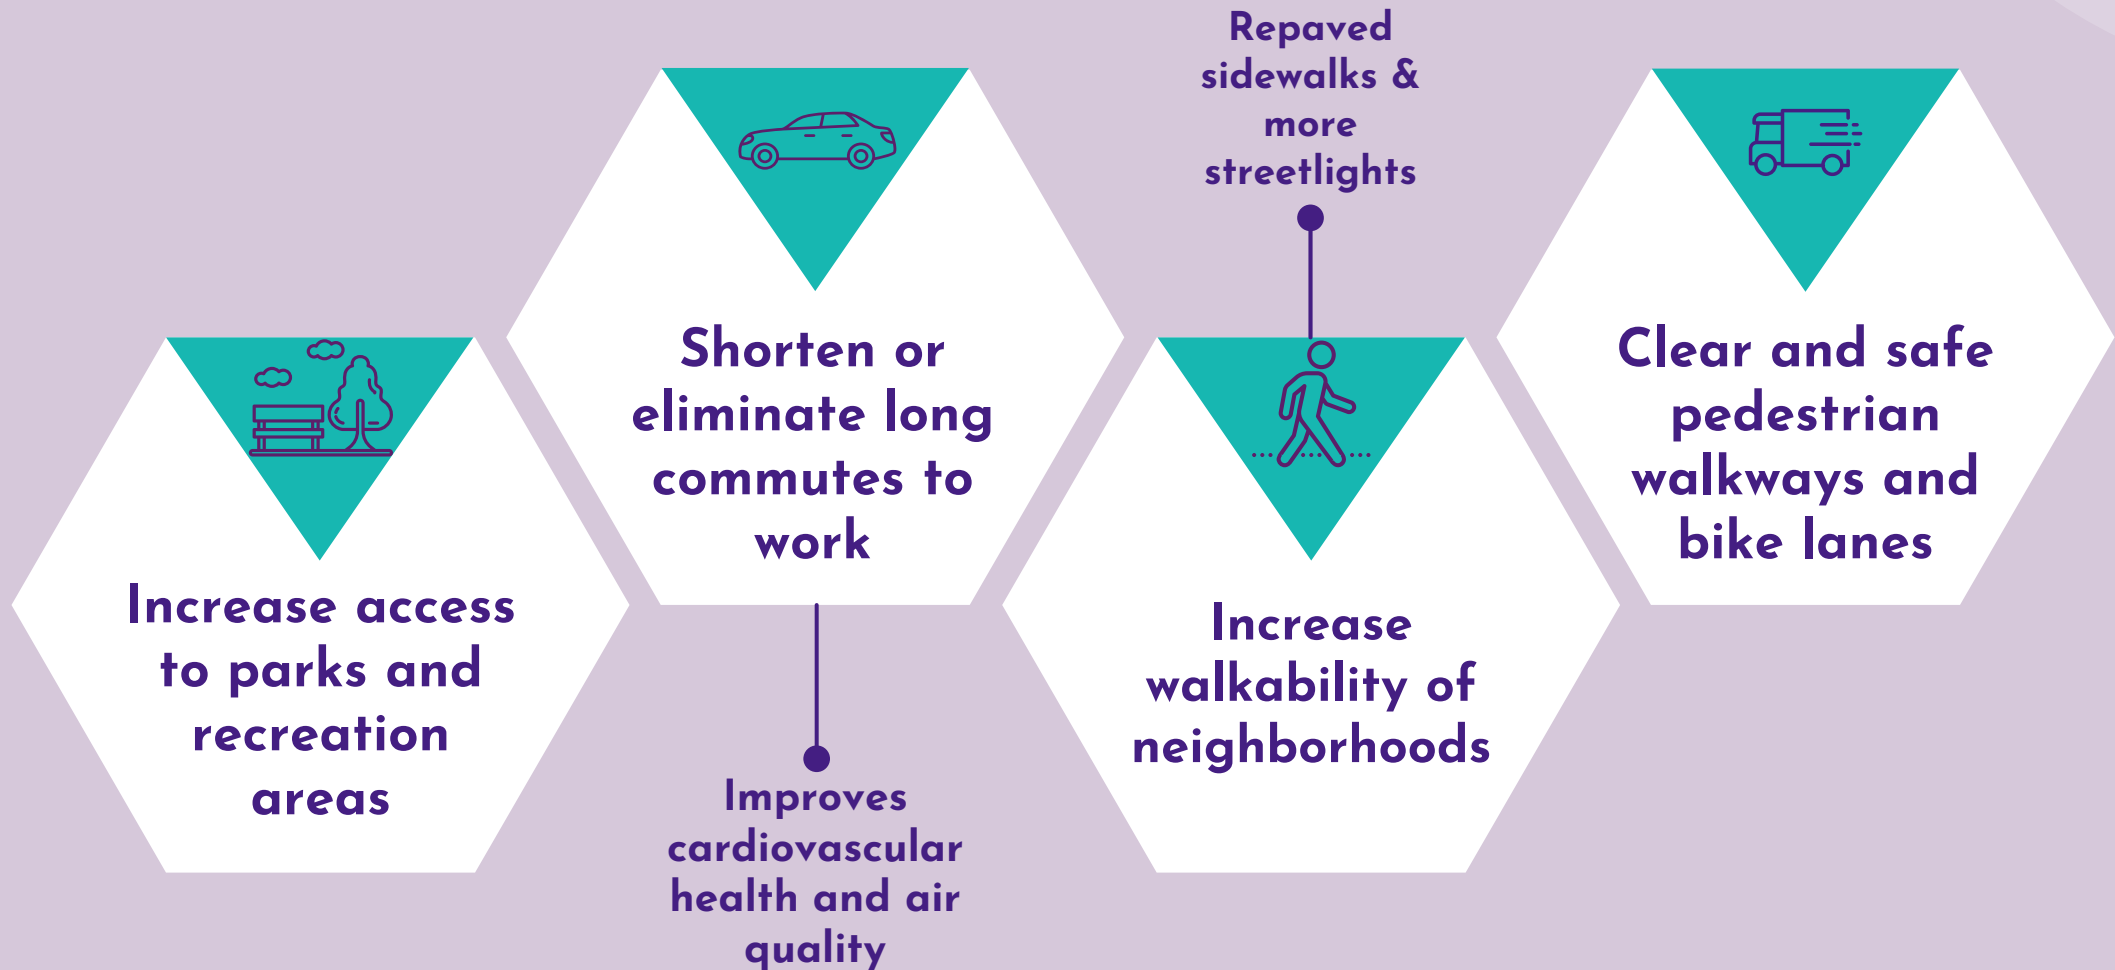 Increase access
to parks and
recreation
areas
Shorten or
eliminate long
commutes to
work
Improves
cardiovascular
health and air
quality
Repaved
sidewalks &
more
streetlights
Increase
walkability of
neighborhoods
Clear and safe
pedestrian
walkways and
bike lanes